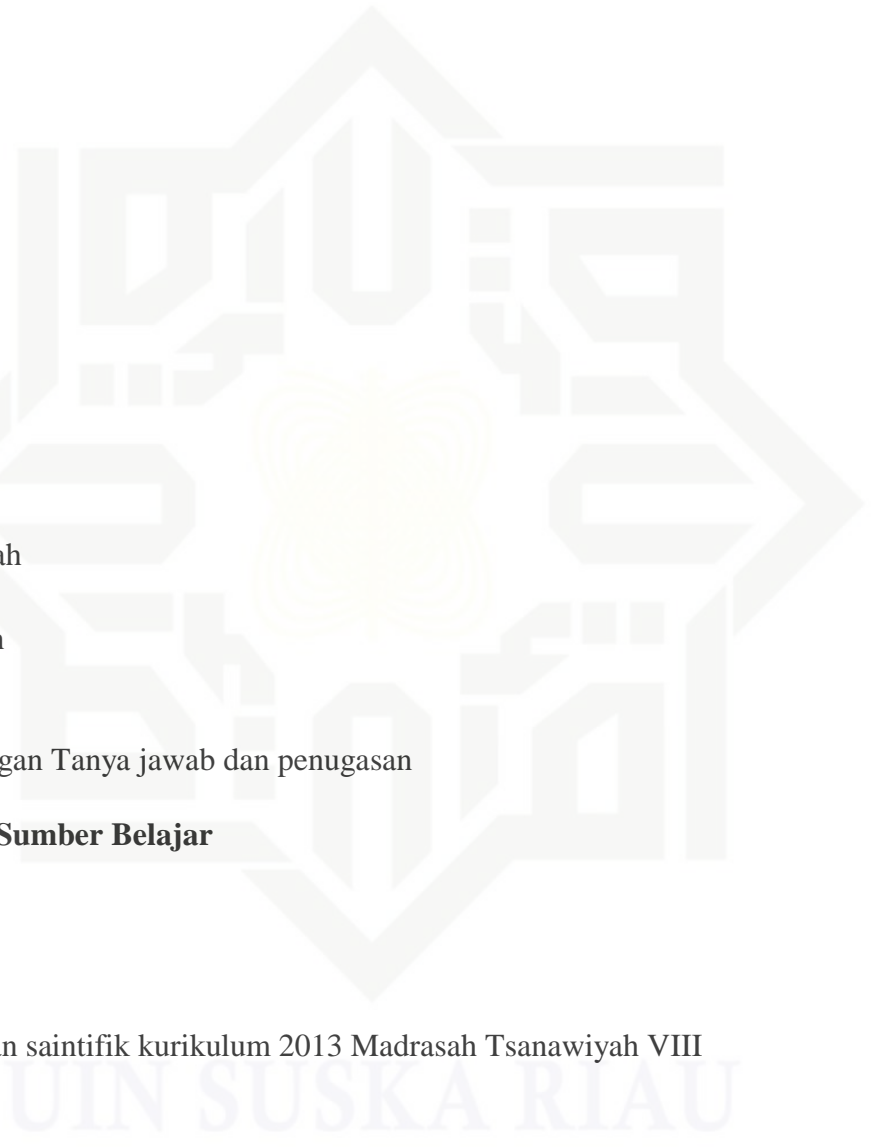 ah
n
gan Tanya jawab dan penugasan
Sumber Belajar
n saintifik kurikulum 2013 Madrasah Tsanawiyah VIII
UIN SUSKA RIAU